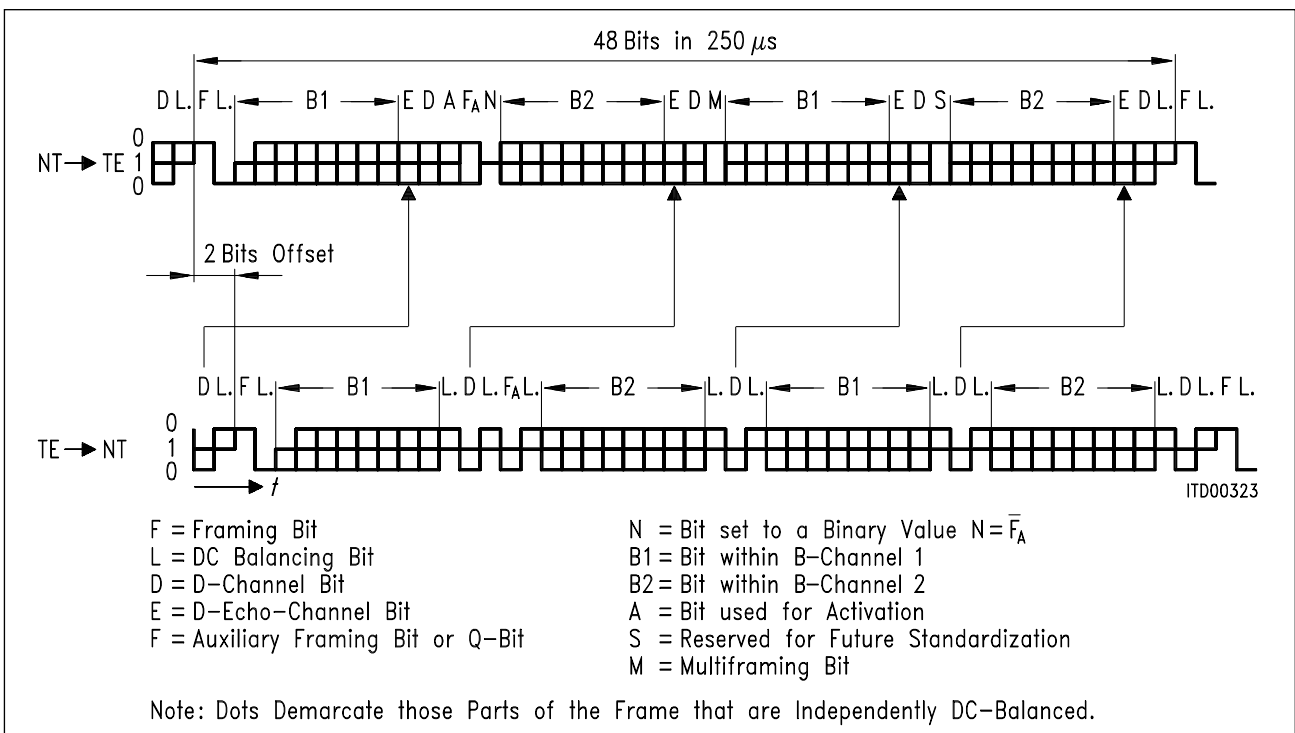 48 Bits in 250 μs
D L. F L. B1 E D A F_A N B2 E D M B1 E D S B2 E D L. F L.
0
NT → TE 1
0
2 Bits Offset
D L. F L. B1 L. D L. F_A L. B2 L. D L. B1 L. D L. B2 L. D L. F L.
0
TE → NT 1
0
t
ITD00323
F = Framing Bit
L = DC Balancing Bit
D = D-Channel Bit
E = D-Echo-Channel Bit
F = Auxiliary Framing Bit or Q-Bit
N = Bit set to a Binary Value N = F̅_A
B1 = Bit within B-Channel 1
B2 = Bit within B-Channel 2
A = Bit used for Activation
S = Reserved for Future Standardization
M = Multiframing Bit
Note: Dots Demarcate those Parts of the Frame that are Independently DC-Balanced.